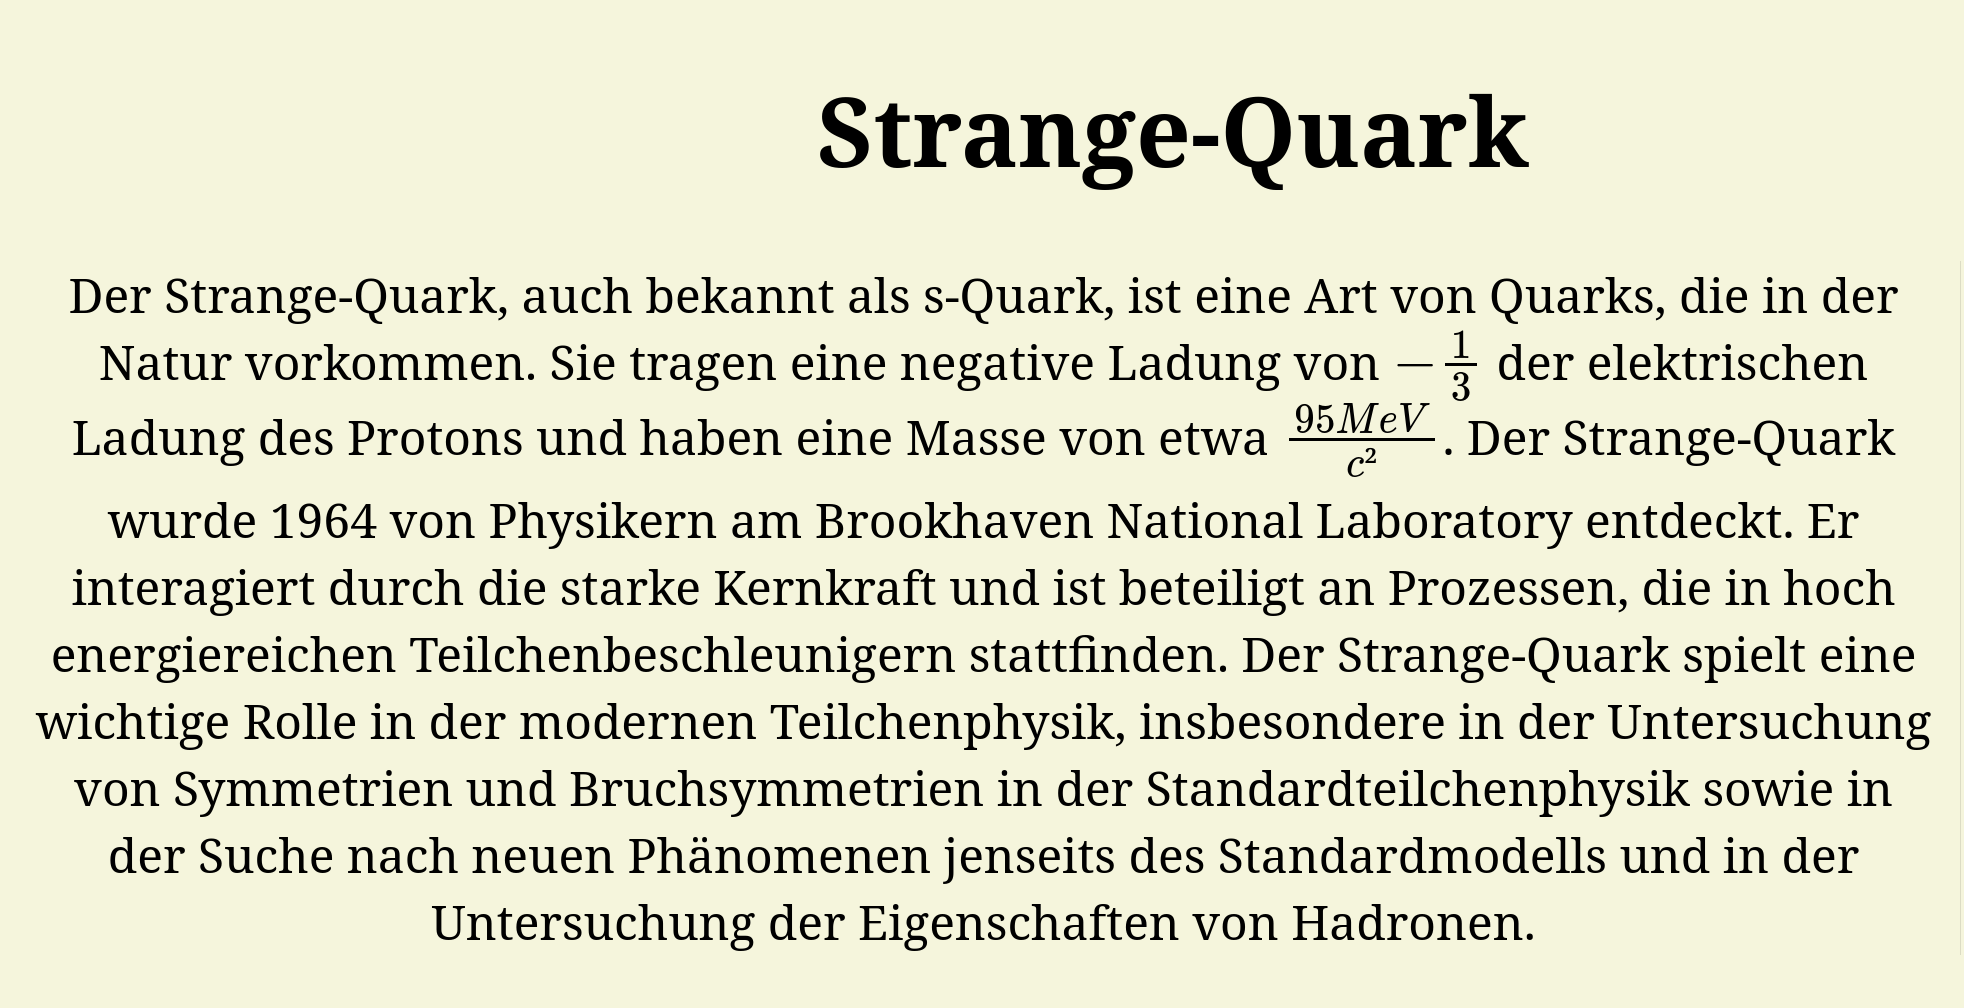 Strange-Quark
Der Strange-Quark, auch bekannt als s-Quark, ist eine Art von Quarks, die in der
Natur vorkommen. Sie tragen eine negative Ladung von $-\frac{1}{3}$ der elektrischen
Ladung des Protons und haben eine Masse von etwa $\frac{95MeV}{c^2}$. Der Strange-Quark
wurde 1964 von Physikern am Brookhaven National Laboratory entdeckt. Er
interagiert durch die starke Kernkraft und ist beteiligt an Prozessen, die in hoch
energiereichen Teilchenbeschleunigern stattfinden. Der Strange-Quark spielt eine
wichtige Rolle in der modernen Teilchenphysik, insbesondere in der Untersuchung
von Symmetrien und Bruchsymmetrien in der Standardteilchenphysik sowie in
der Suche nach neuen Phänomenen jenseits des Standardmodells und in der
Untersuchung der Eigenschaften von Hadronen.